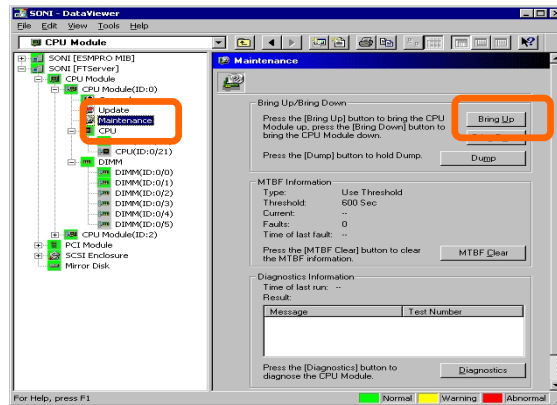 SONI - DataViewer
File Edit View Tools Help
CPU Module
SONI [ESMPRO MIB]
SONI [FTServer]
CPU Module
CPU Module(ID:0)
Update
Maintenance
CPU
CPU(ID:0/21)
DIMM
DIMM(ID:0/0)
DIMM(ID:0/1)
DIMM(ID:0/2)
DIMM(ID:0/3)
DIMM(ID:0/4)
DIMM(ID:0/5)
CPU Module(ID:2)
PCI Module
SCSI Enclosure
Mirror Disk
Maintenance
Bring Up/Bring Down
Press the [Bring Up] button to bring the CPU
Module up, press the [Bring Down] button to
bring the CPU Module down.
Bring Up
Press the [Dump] button to hold Dump.
Dump
MTBF Information
Type: Use Threshold
Threshold: 600 Sec
Current: --
Faults: 0
Time of last fault: --
Press the [MTBF Clear] button to clear
the MTBF information.
MTBF Clear
Diagnostics Information
Time of last run: --
Result:
Message Test Number
Press the [Diagnostics] button to
diagnose the CPU Module.
Diagnostics
For Help, press F1
Normal Warning Abnormal